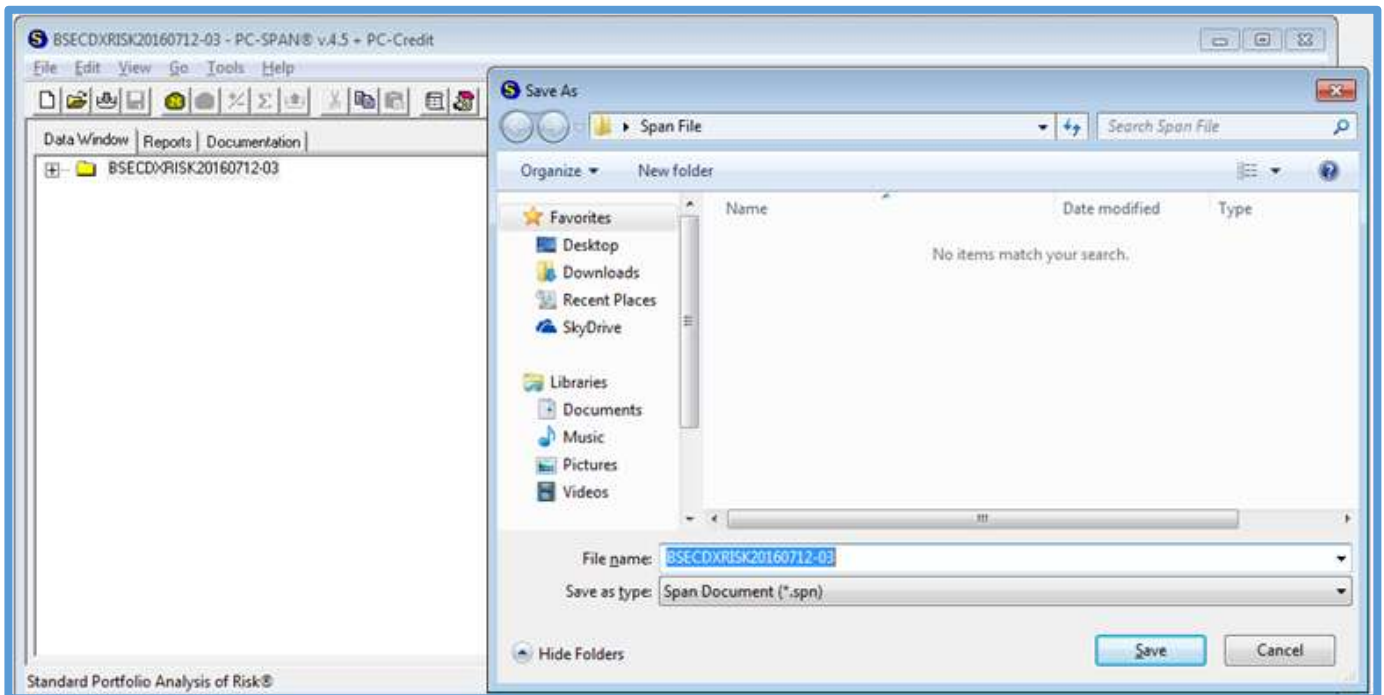 BSECDXRISK20160712-03 - PC-SPAN® v.4.5 + PC-Credit
File Edit View Go Tools Help
Data Window Reports Documentation
BSECDXRISK20160712-03
Standard Portfolio Analysis of Risk®
Save As
Span File
Search Span File
Organize New folder
Name Date modified Type
No items match your search.
Favorites
Desktop
Downloads
Recent Places
SkyDrive
Libraries
Documents
Music
Pictures
Videos
File name: BSECDXRISK20160712-03
Save as type: Span Document (*.spn)
Hide Folders Save Cancel